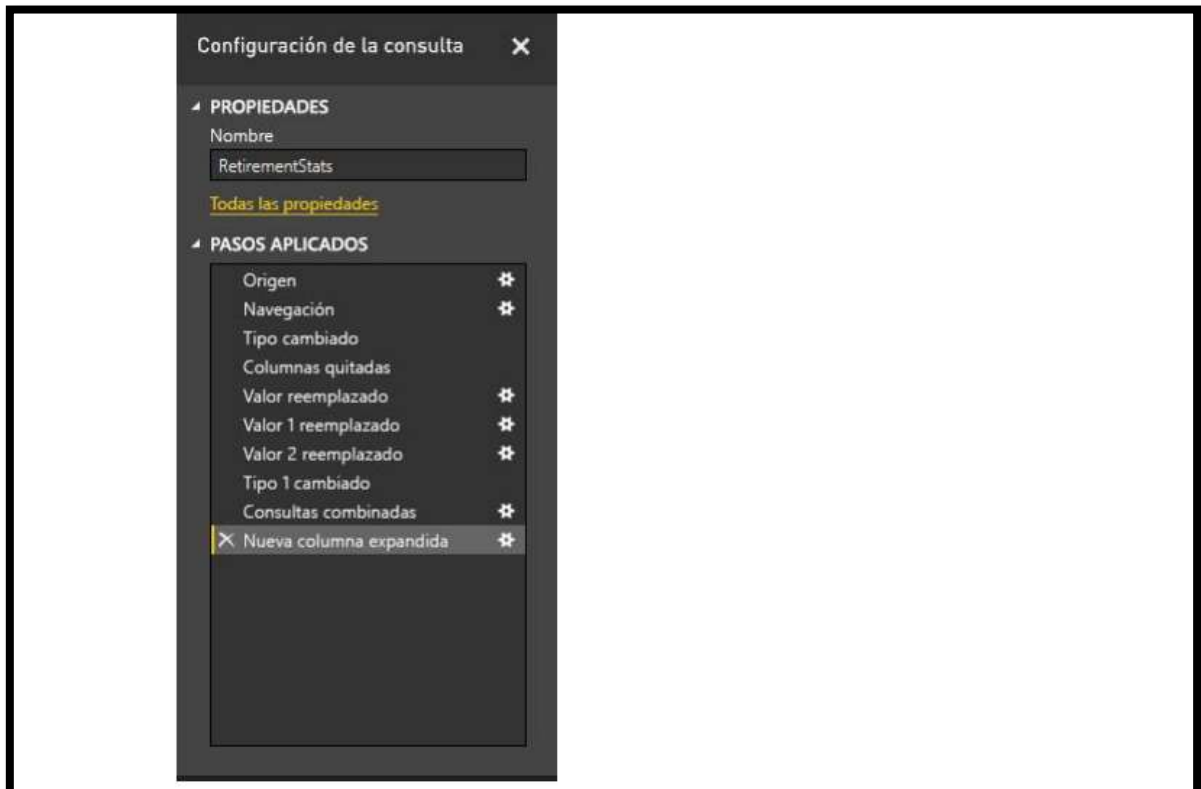 Configuración de la consulta
PROPIEDADES
Nombre
RetirementStats
Todas las propiedades
PASOS APLICADOS
Origen
Navegación
Tipo cambiado
Columnas quitadas
Valor reemplazado
Valor 1 reemplazado
Valor 2 reemplazado
Tipo 1 cambiado
Consultas combinadas
Nueva columna expandida